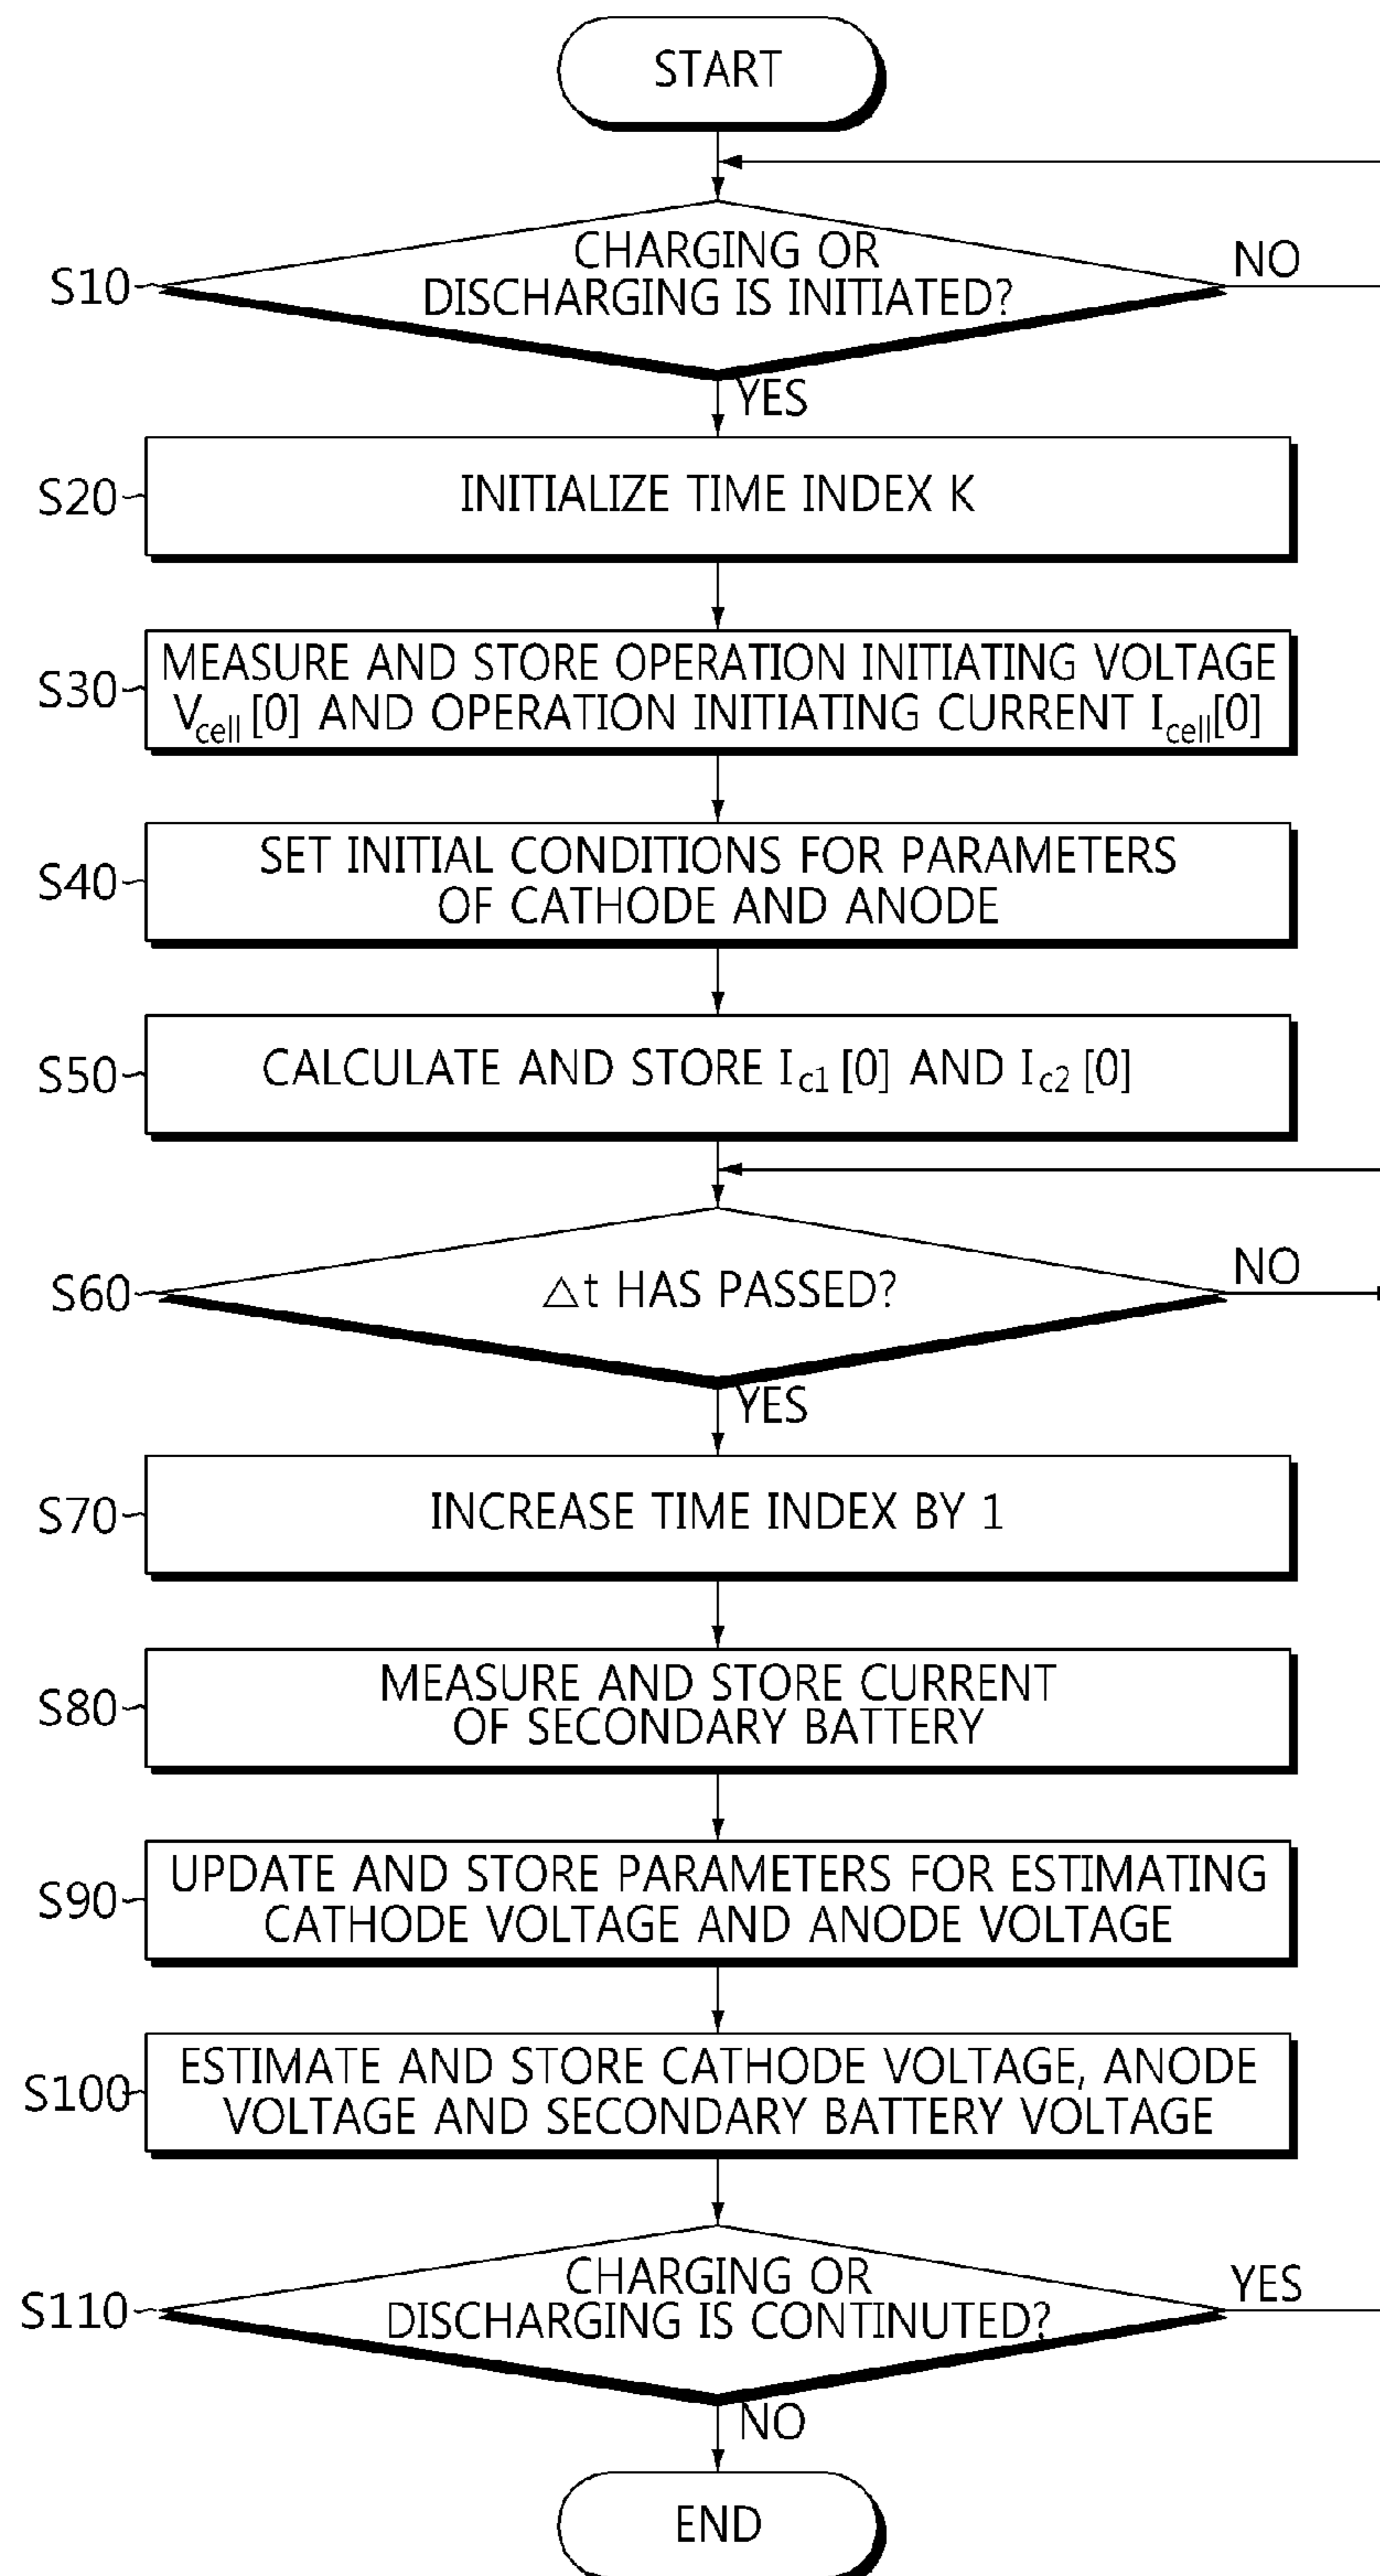 START
CHARGING OR
DISCHARGING IS INITIATED?
NO
S10
YES
S20
INITIALIZE TIME INDEX K
S30
MEASURE AND STORE OPERATION INITIATING VOLTAGE
Vcell [0] AND OPERATION INITIATING CURRENT Icell[0]
S40
SET INITIAL CONDITIONS FOR PARAMETERS
OF CATHODE AND ANODE
S50
CALCULATE AND STORE Ic1 [0] AND Ic2 [0]
S60
△t HAS PASSED?
NO
YES
S70
INCREASE TIME INDEX BY 1
S80
MEASURE AND STORE CURRENT
OF SECONDARY BATTERY
S90
UPDATE AND STORE PARAMETERS FOR ESTIMATING
CATHODE VOLTAGE AND ANODE VOLTAGE
S100
ESTIMATE AND STORE CATHODE VOLTAGE, ANODE
VOLTAGE AND SECONDARY BATTERY VOLTAGE
S110
CHARGING OR
DISCHARGING IS CONTINUTED?
YES
NO
END